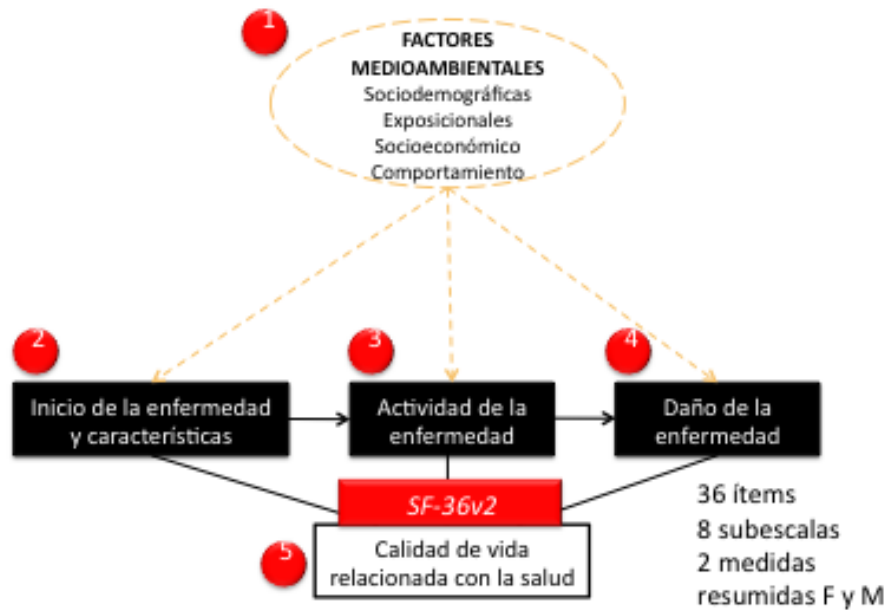 1
FACTORES
MEDIOAMBIENTALES
Sociodemográficas
Exposicionales
Socioeconómico
Comportamiento
2
3
4
Inicio de la enfermedad
y características
Actividad de la
enfermedad
Daño de la
enfermedad
SF-36v2
5
Calidad de vida
relacionada con la salud
36 ítems
8 subescalas
2 medidas
resumidas F y M